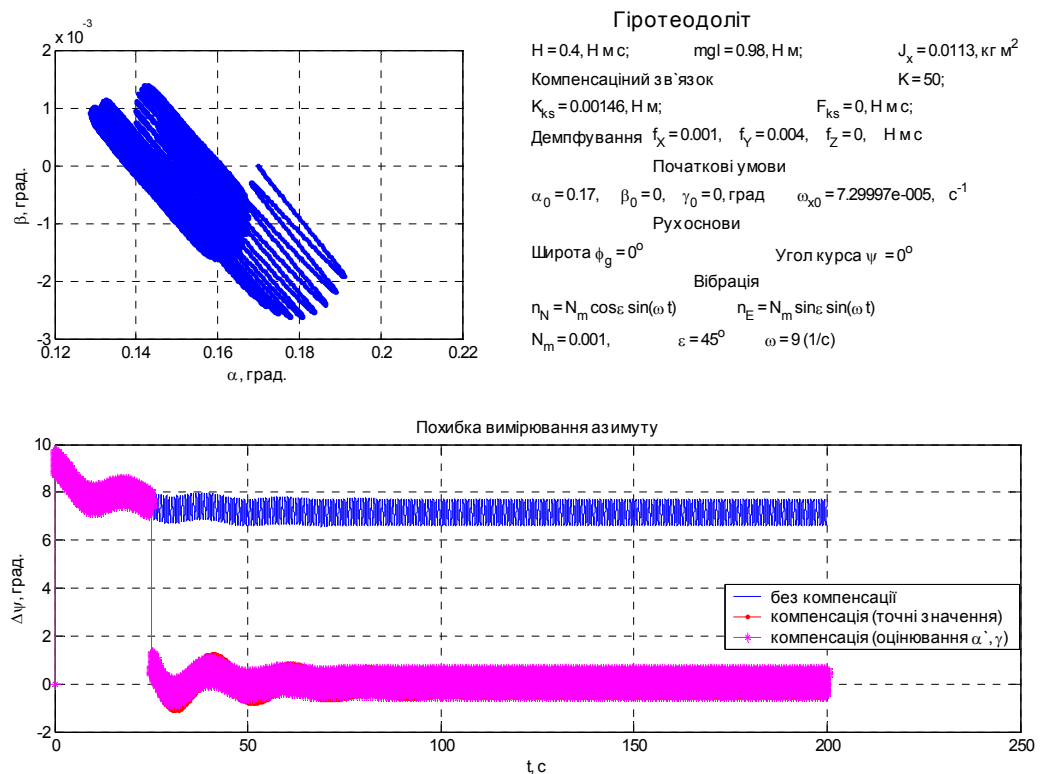 Гіротеодоліт
H = 0.4, Н м с; mgl = 0.98, Н м; J_x = 0.0113, кг м^2
Компенсаціний зв`язок K = 50;
K_ks = 0.00146, Н м; F_ks = 0, Н м с;
Демпфування f_X = 0.001, f_Y = 0.004, f_Z = 0, Н м с
Початкові умови
α_0 = 0.17, β_0 = 0, γ_0 = 0, град ω_x0 = 7.29997e-005, с^-1
Рух основи
Широта ϕ_g = 0^o Угол курса ψ = 0^o
Вібрація
n_N = N_m cosε sin(ω t) n_E = N_m sinε sin(ω t)
N_m = 0.001, ε = 45^o ω = 9 (1/c)
x 10^-3
2
1
0
-1
-2
-3
β, град.
0.12 0.14 0.16 0.18 0.2 0.22
α, град.
Похибка вимірювання азимуту
10
8
6
4
2
0
-2
Δψ, град.
без компенсації
компенсація (точні значення)
компенсація (оцінювання α`, γ)
0 50 100 150 200 250
t, c